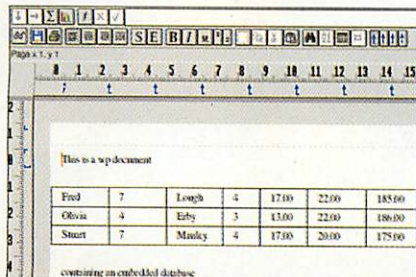 Page x 1, y 1
0 1 2 3 4 5 6 7 8 9 10 11 12 13 14 15
This is a wp document
Fred 7 Lough 4 17.00 22.00 185.00
Olivia 4 Erby 3 13.00 22.00 186.00
Stuart 7 Manley 4 17.00 20.00 175.00
containing an embedded database